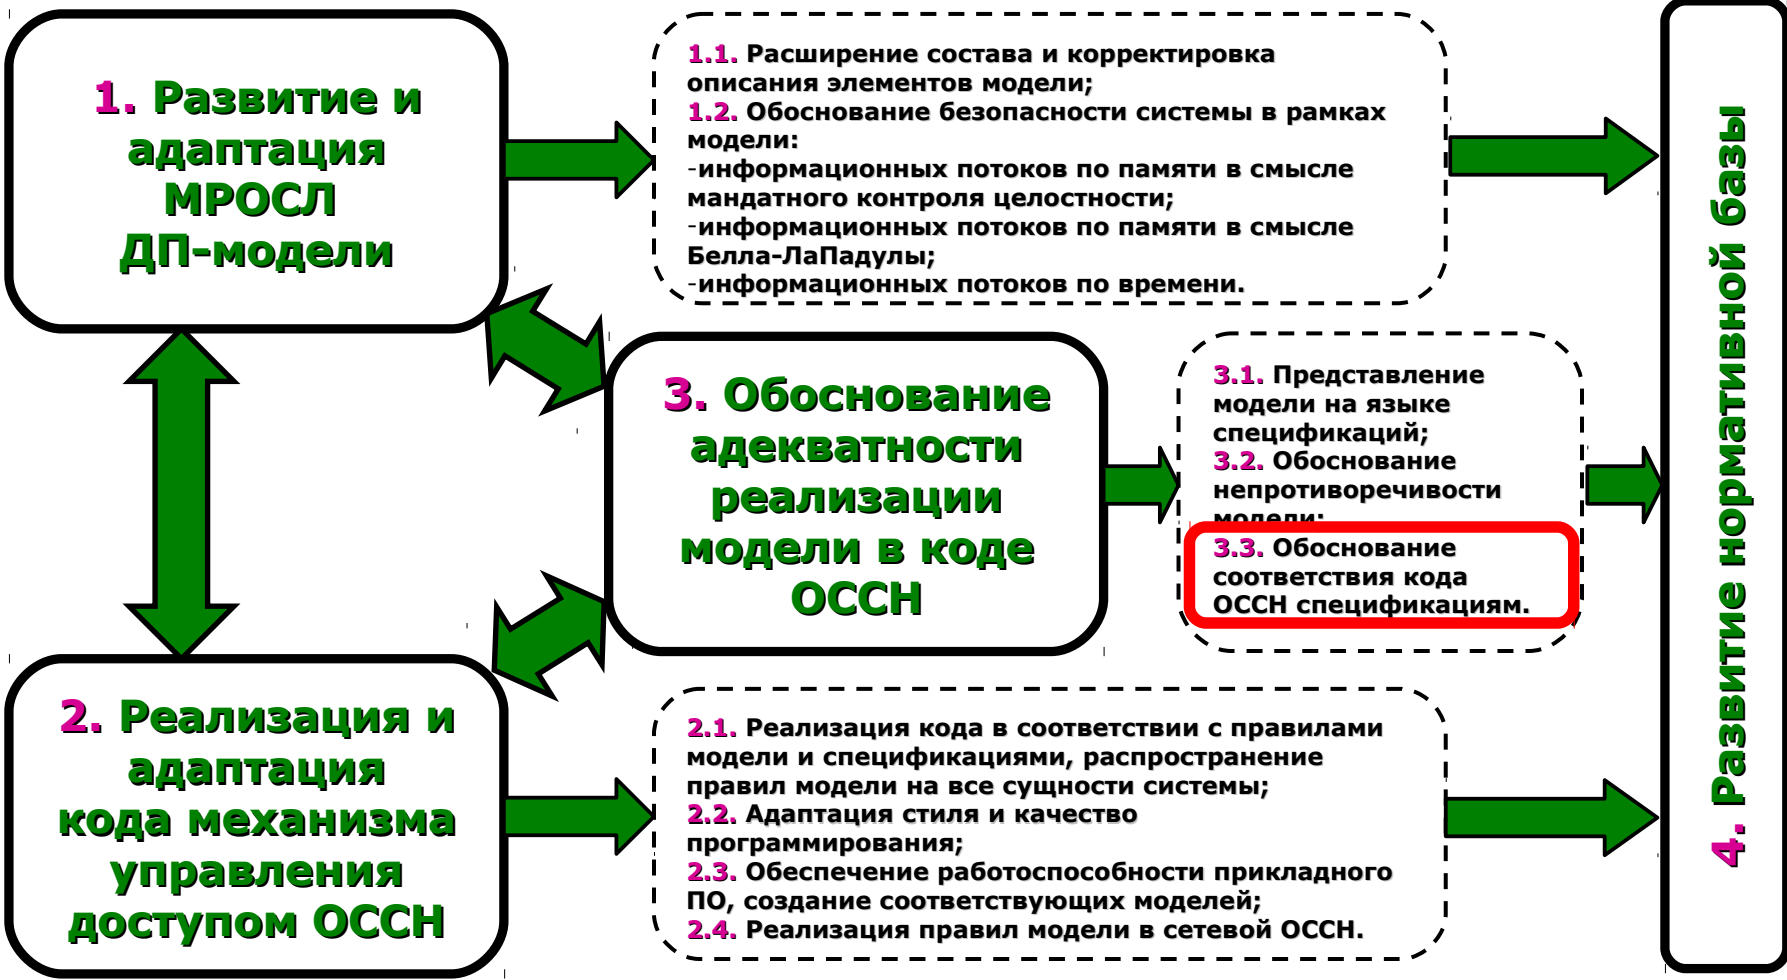 1. Развитие и
адаптация
МРОСЛ
ДП-модели
1.1. Расширение состава и корректировка
описания элементов модели;
1.2. Обоснование безопасности системы в рамках
модели:
-информационных потоков по памяти в смысле
мандатного контроля целостности;
-информационных потоков по памяти в смысле
Белла-ЛаПадулы;
-информационных потоков по времени.
3. Обоснование
адекватности
реализации
модели в коде
ОССН
3.1. Представление
модели на языке
спецификаций;
3.2. Обоснование
непротиворечивости
модели;
3.3. Обоснование
соответствия кода
ОССН спецификациям.
2. Реализация и
адаптация
кода механизма
управления
доступом ОССН
2.1. Реализация кода в соответствии с правилами
модели и спецификациями, распространение
правил модели на все сущности системы;
2.2. Адаптация стиля и качество
программирования;
2.3. Обеспечение работоспособности прикладного
ПО, создание соответствующих моделей;
2.4. Реализация правил модели в сетевой ОССН.
4. Развитие нормативной базы